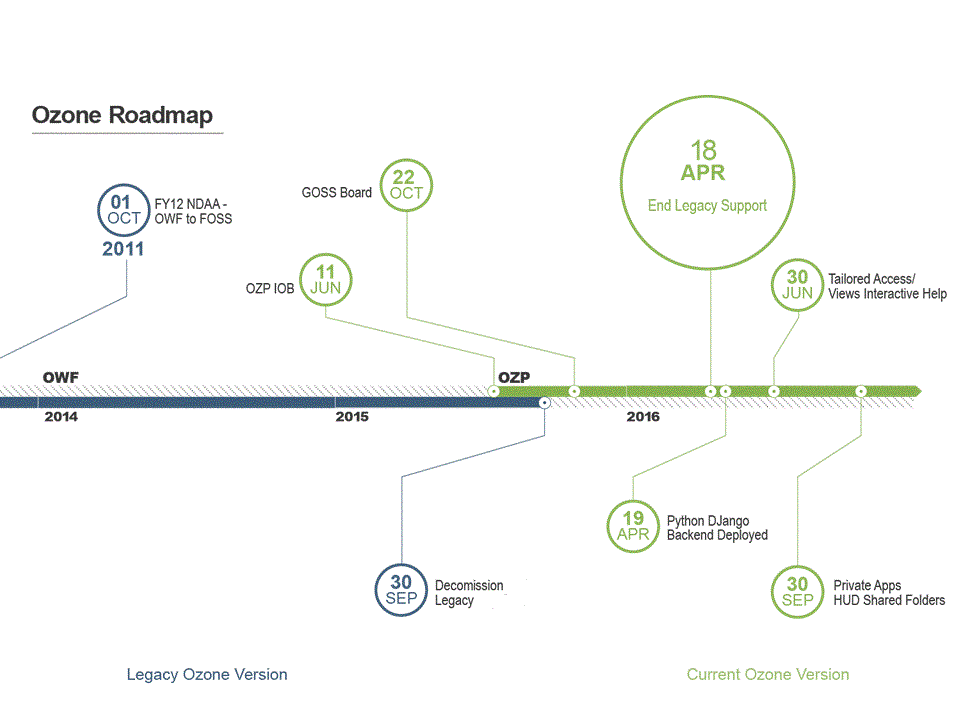 Ozone Roadmap
01
OCT
2011
FY12 NDAA -
OWF to FOSS
GOSS Board
22
OCT
OZP IOB
11
JUN
18
APR
End Legacy Support
30
JUN
Tailored Access/
Views Interactive Help
OWF
OZP
2014
2015
2016
30
SEP
Decomission
Legacy
19
APR
Python DJango
Backend Deployed
30
SEP
Private Apps
HUD Shared Folders
Legacy Ozone Version
Current Ozone Version